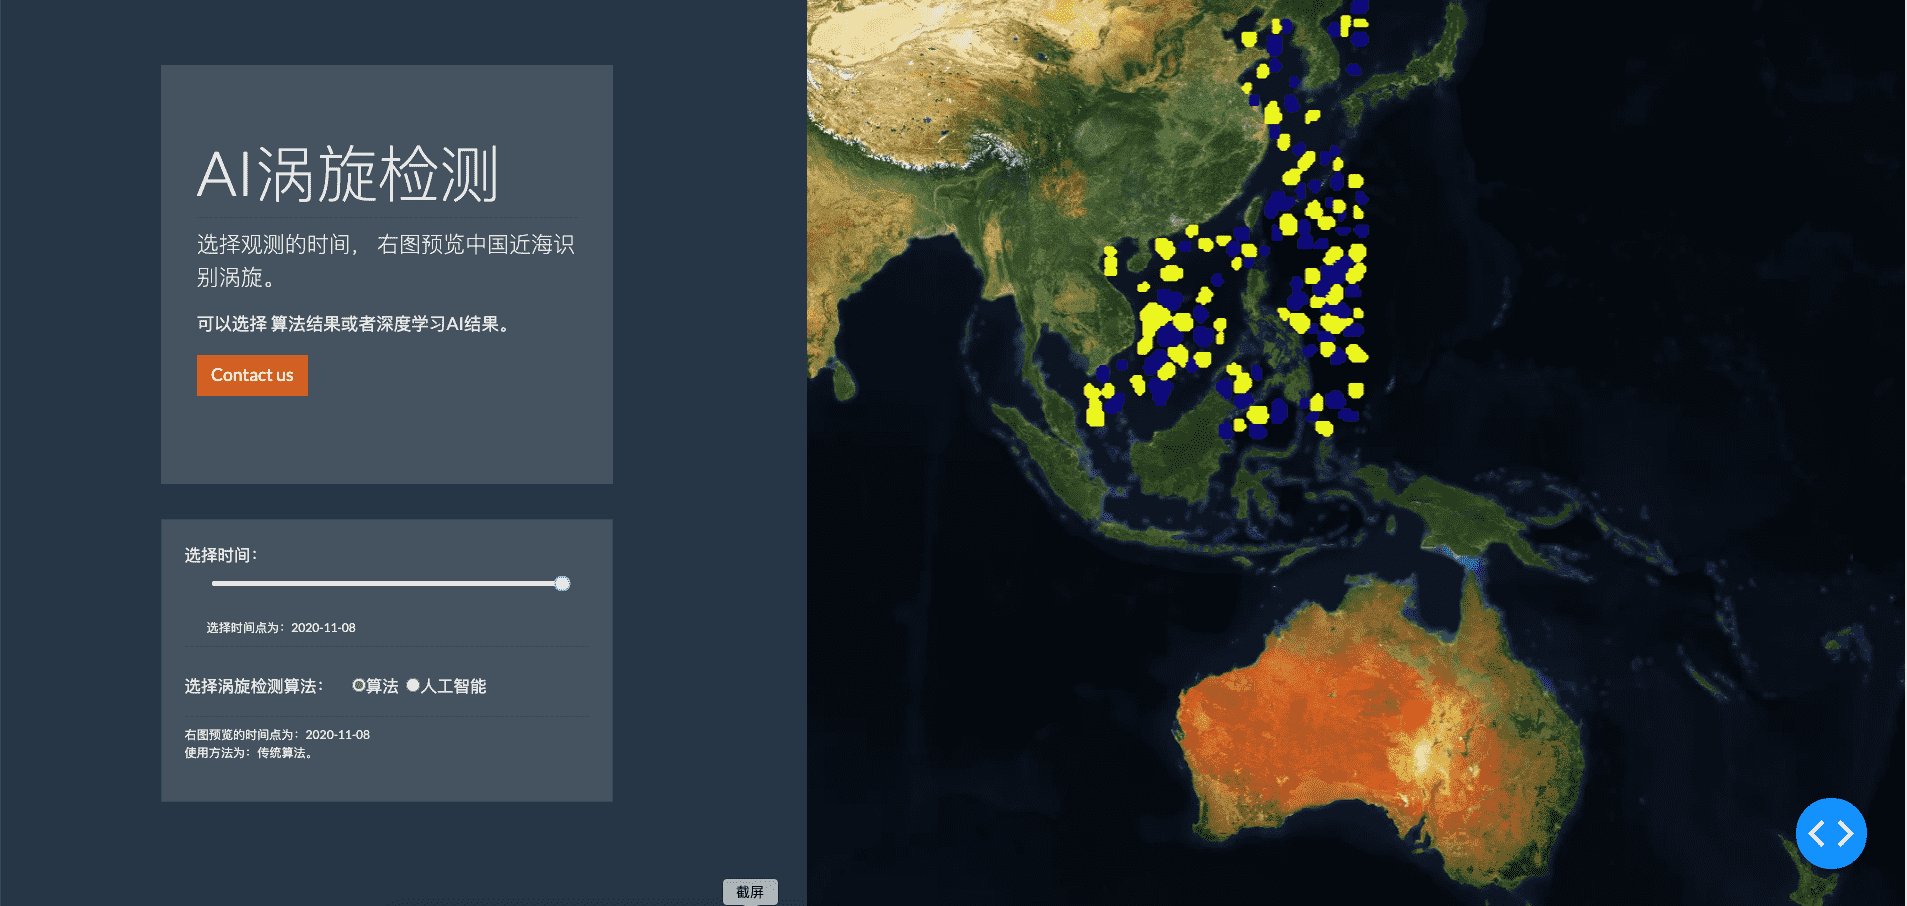 AI涡旋检测
选择观测的时间， 右图预览中国近海识
别涡旋。
可以选择 算法结果或者深度学习AI结果。
Contact us
选择时间：
选择时间点为：2020-11-08
选择涡旋检测算法： 算法 人工智能
右图预览的时间点为：2020-11-08
使用方法为：传统算法。
截屏